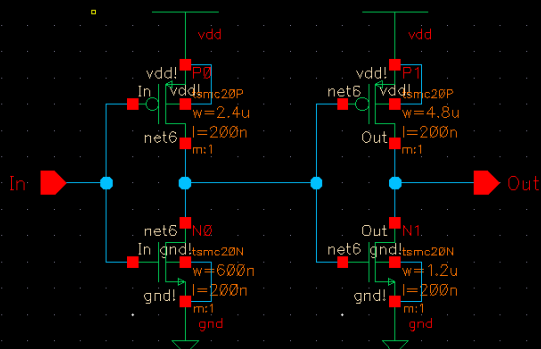 vdd
vdd
vdd! P0
In vdd! tsmc20P
w=2.4u
l=200n
net6 m:1
vdd! P1
net6 vdd! tsmc20P
w=4.8u
l=200n
Out m:1
In
Out
net6 N0
In gnd! tsmc20N
w=600n
l=200n
gnd! m:1
gnd
Out N1
net6 gnd! tsmc20N
w=1.2u
l=200n
gnd! m:1
gnd